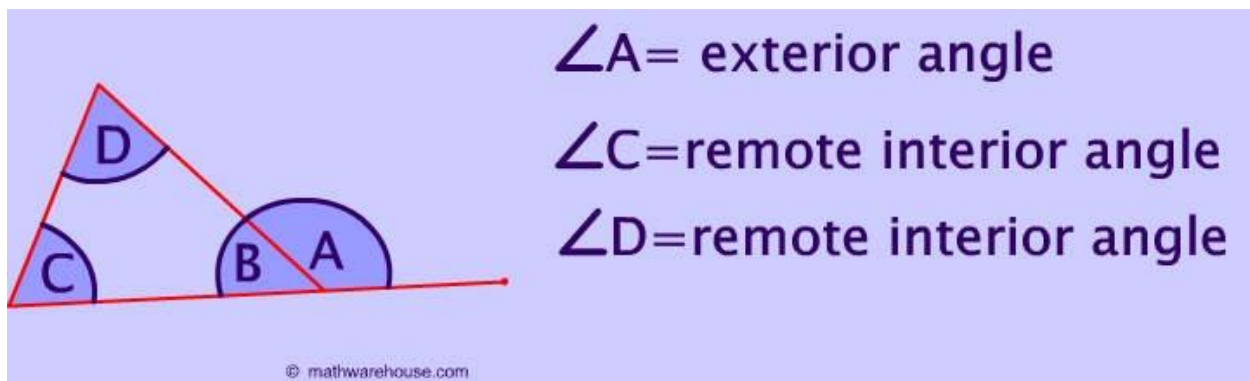 ∠A= exterior angle
∠C=remote interior angle
∠D=remote interior angle
D
C
B
A
© mathwarehouse.com